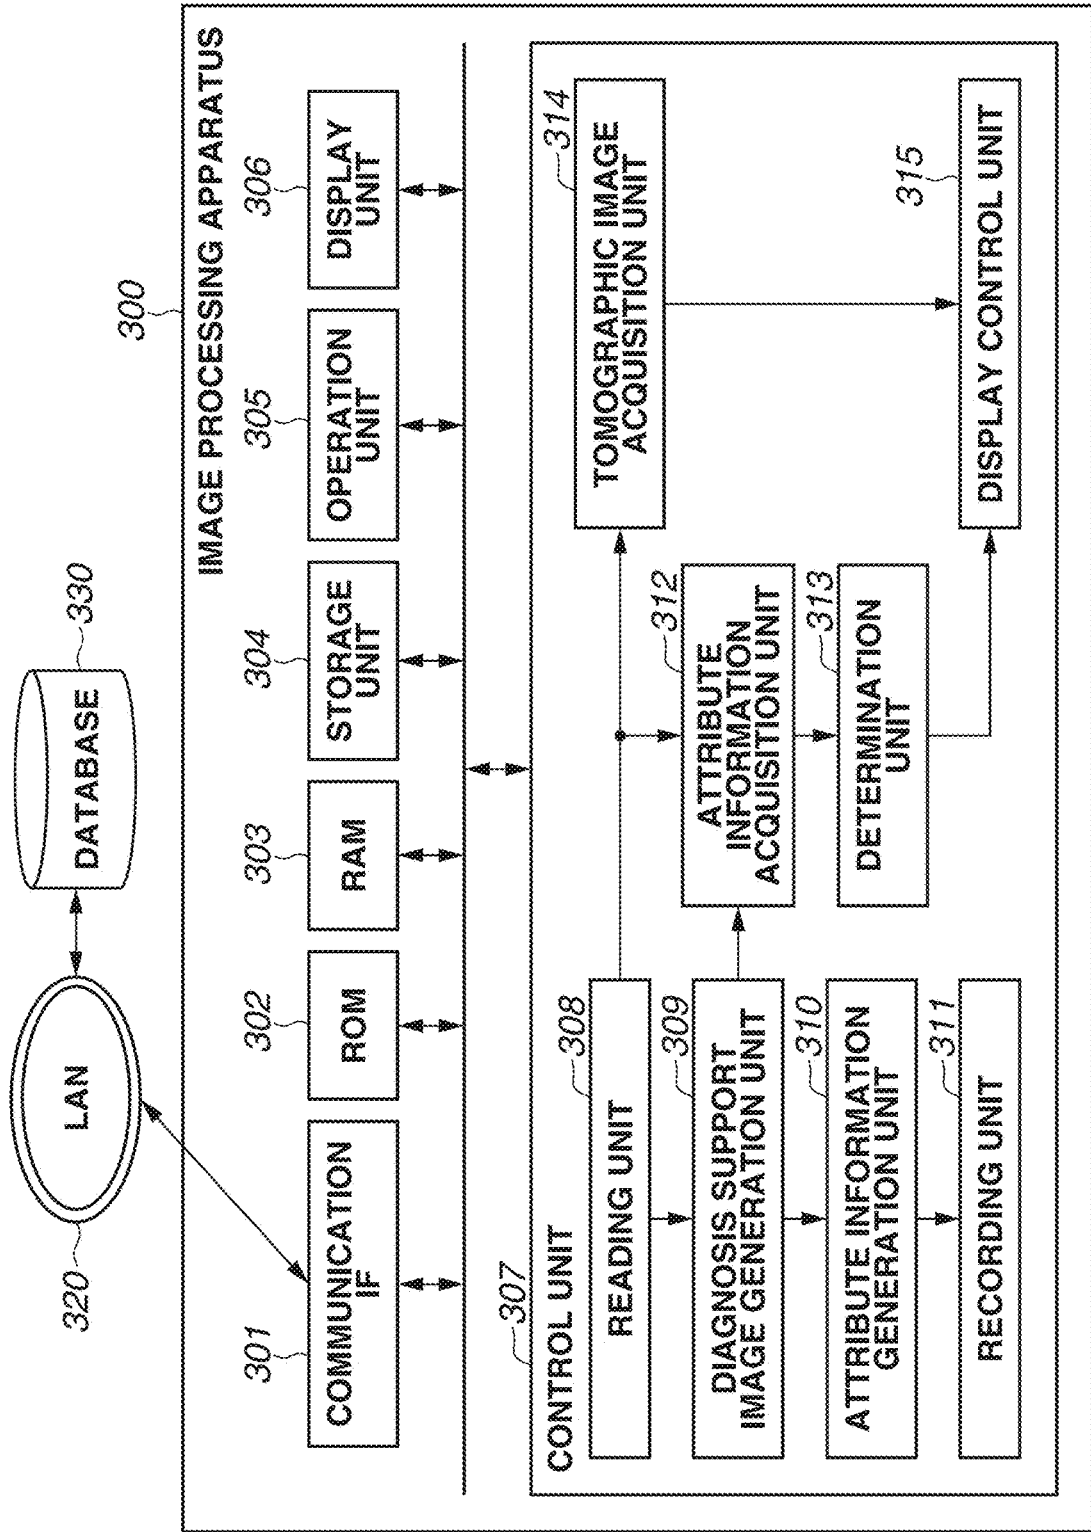 320
LAN
DATABASE
330
300
IMAGE PROCESSING APPARATUS
301
COMMUNICATION
IF
302
ROM
303
RAM
304
STORAGE
UNIT
305
OPERATION
UNIT
306
DISPLAY
UNIT
307
CONTROL UNIT
308
READING UNIT
309
DIAGNOSIS SUPPORT
IMAGE GENERATION UNIT
310
ATTRIBUTE INFORMATION
GENERATION UNIT
311
RECORDING UNIT
312
ATTRIBUTE
INFORMATION
ACQUISITION UNIT
313
DETERMINATION
UNIT
314
TOMOGRAPHIC IMAGE
ACQUISITION UNIT
315
DISPLAY CONTROL UNIT